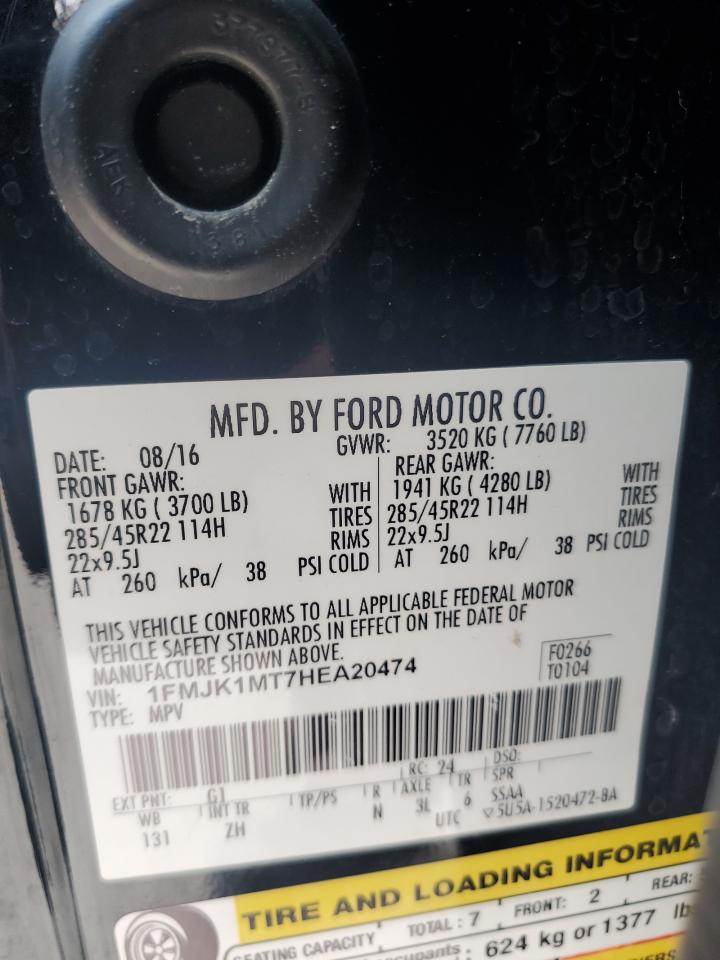 377977-B
AEK
MFD. BY FORD MOTOR CO.
DATE: 08/16
GVWR: 3520 KG ( 7760 LB)
FRONT GAWR:
1678 KG ( 3700 LB) WITH
285/45R22 114H TIRES
22x9.5J RIMS
AT 260 kPa/ 38 PSI COLD
REAR GAWR:
1941 KG ( 4280 LB) WITH
285/45R22 114H TIRES
22x9.5J RIMS
AT 260 kPa/ 38 PSI COLD
THIS VEHICLE CONFORMS TO ALL APPLICABLE FEDERAL MOTOR
VEHICLE SAFETY STANDARDS IN EFFECT ON THE DATE OF
MANUFACTURE SHOWN ABOVE.
F0266
T0104
VIN: 1FMJK1MT7HEA20474
TYPE: MPV
EXT PNT: G1 RC: 24 DSO:
WB INT TR TP/PS R AXLE TR SPR
131 ZH N 3L 6 SSAA
UTC ▽5U5A-1520472-BA
TIRE AND LOADING INFORMA
SEATING CAPACITY TOTAL : 7 FRONT: 2 REAR:
occupants. 624 kg or 1377 lb